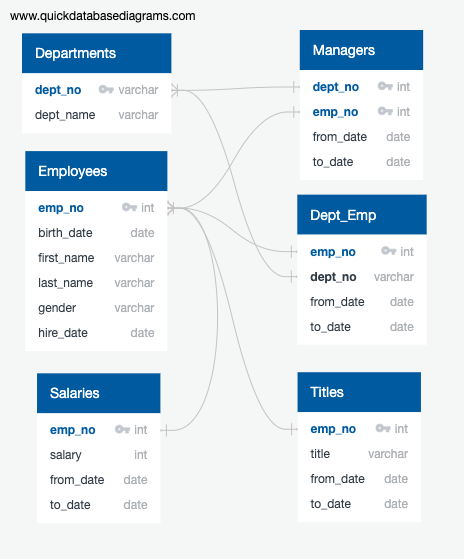 www.quickdatabasediagrams.com
Departments
dept_no varchar
dept_name varchar
Managers
dept_no int
emp_no int
from_date date
to_date date
Employees
emp_no int
birth_date date
first_name varchar
last_name varchar
gender varchar
hire_date date
Dept_Emp
emp_no int
dept_no varchar
from_date date
to_date date
Salaries
emp_no int
salary int
from_date date
to_date date
Titles
emp_no int
title varchar
from_date date
to_date date